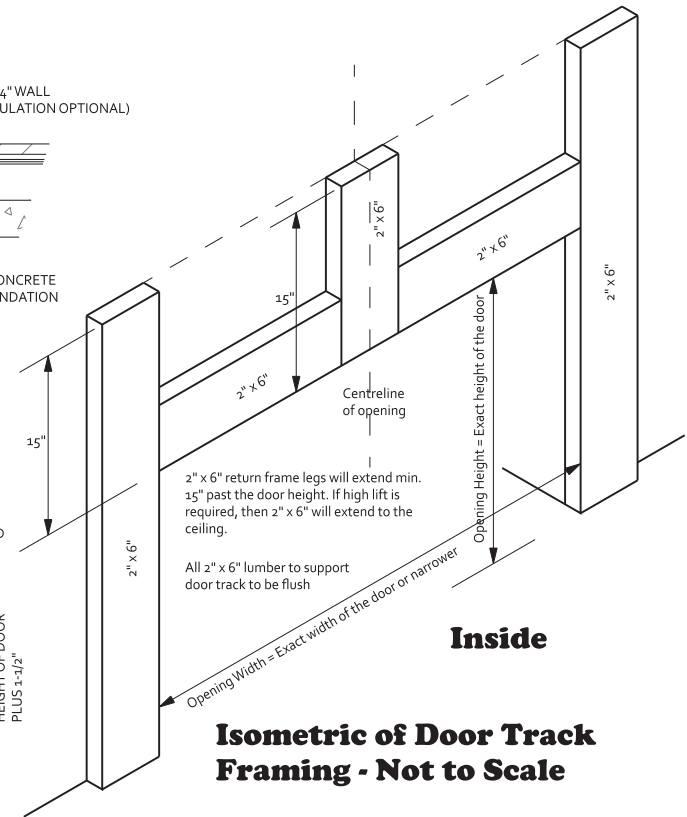 4" WALL
ULATION OPTIONAL)
ONCRETE
NDATION
15"
2" x 6"
15"
2" x 6"
2" x 6"
2" x 6"
2" x 6"
Centreline
of opening
Opening Height = Exact height of the door
2" x 6" return frame legs will extend min.
15" past the door height. If high lift is
required, then 2" x 6" will extend to the
ceiling.
All 2" x 6" lumber to support
door track to be flush
Opening Width = Exact width of the door or narrower
HEIGHT OF DOOR
PLUS 1-1/2"
Inside
Isometric of Door Track
Framing - Not to Scale